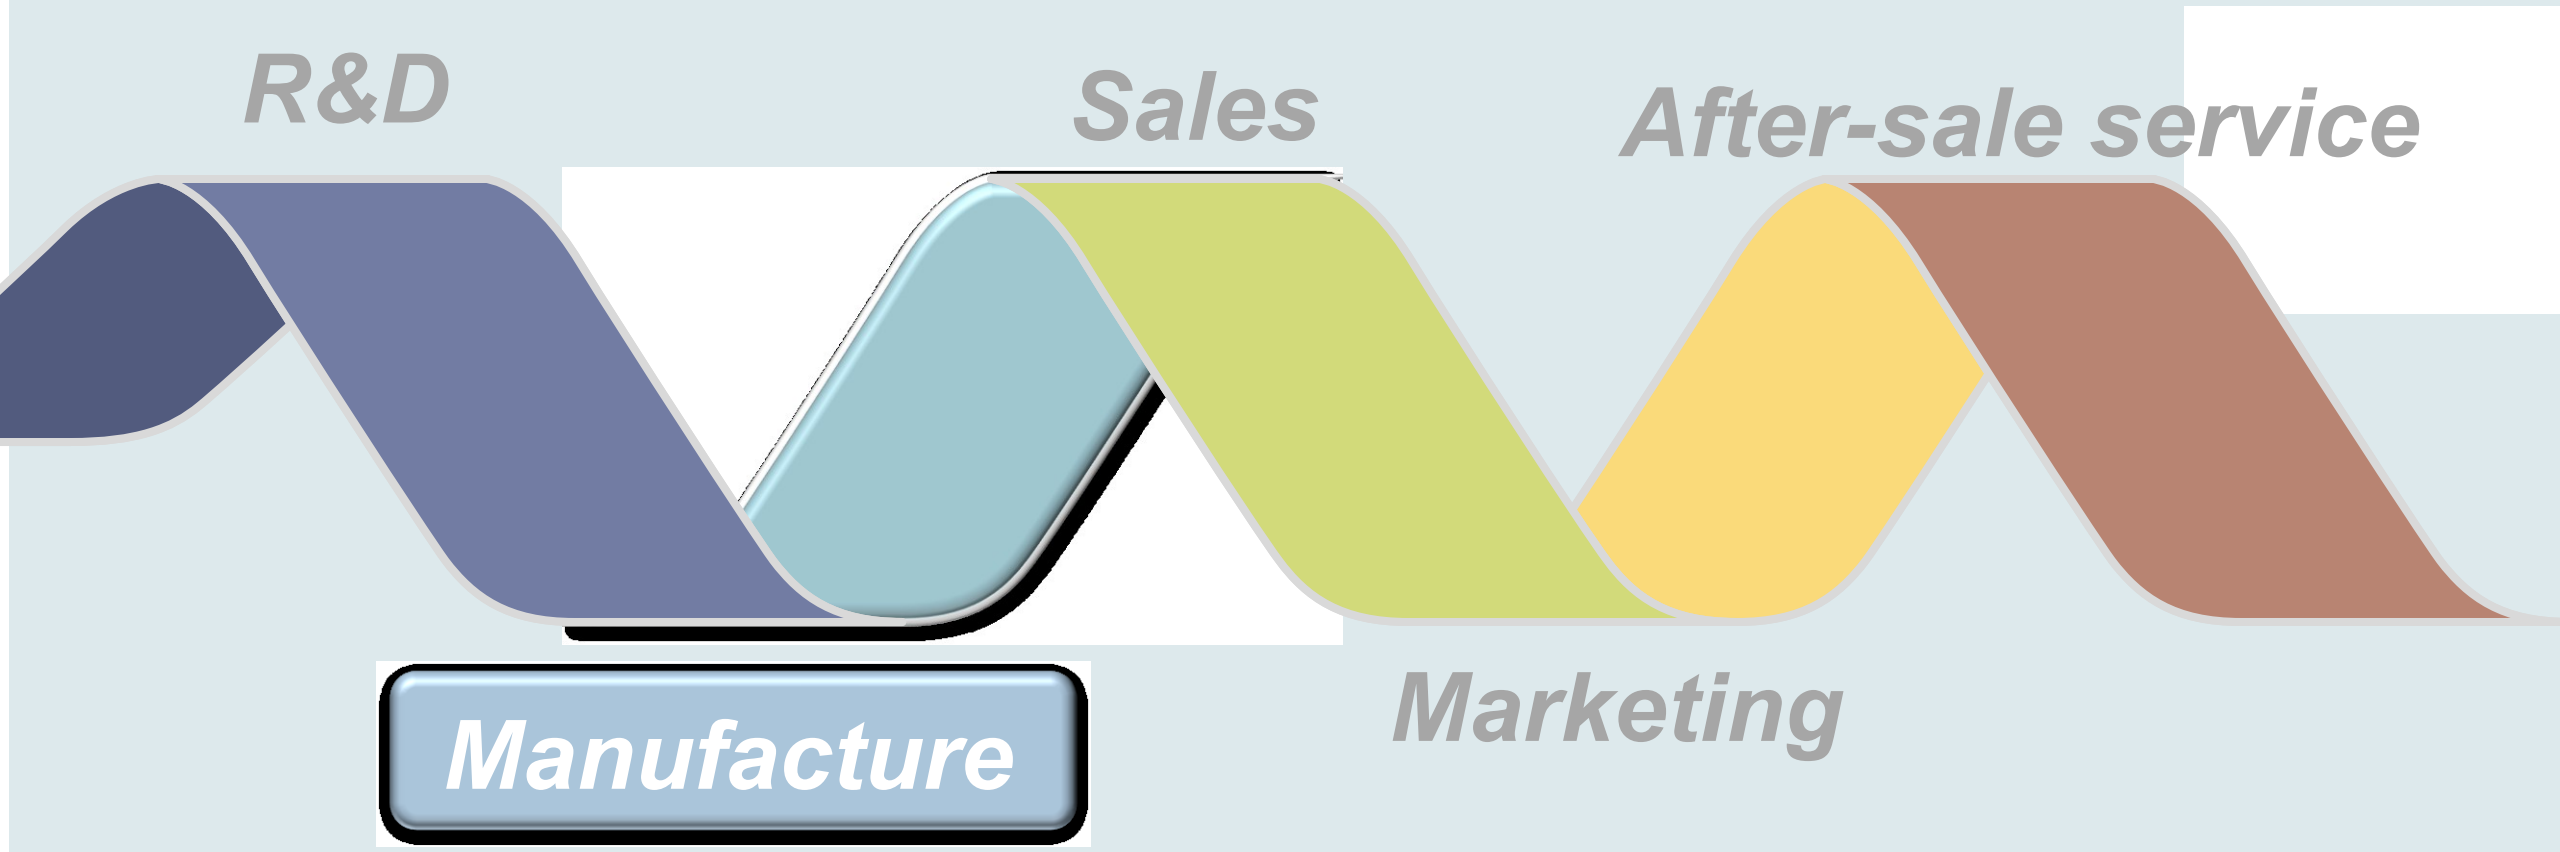 R&D
Sales
After-sale service
Manufacture
Marketing